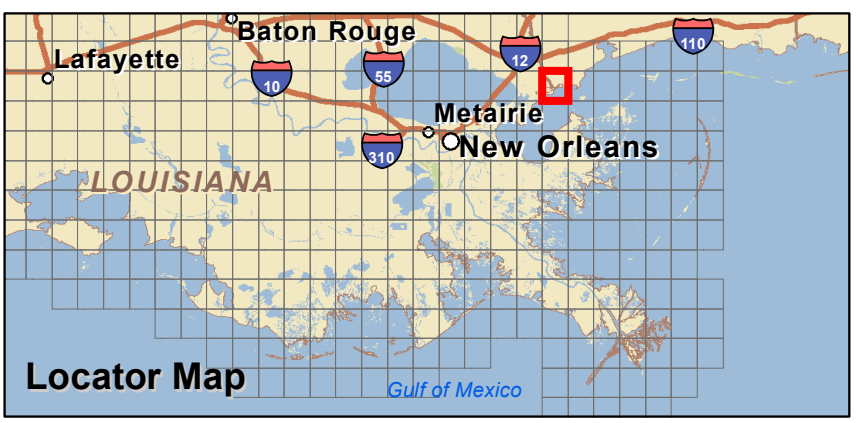 Baton Rouge
Lafayette
110
12
55
10
Metairie
New Orleans
310
LOUISIANA
Locator Map
Gulf of Mexico